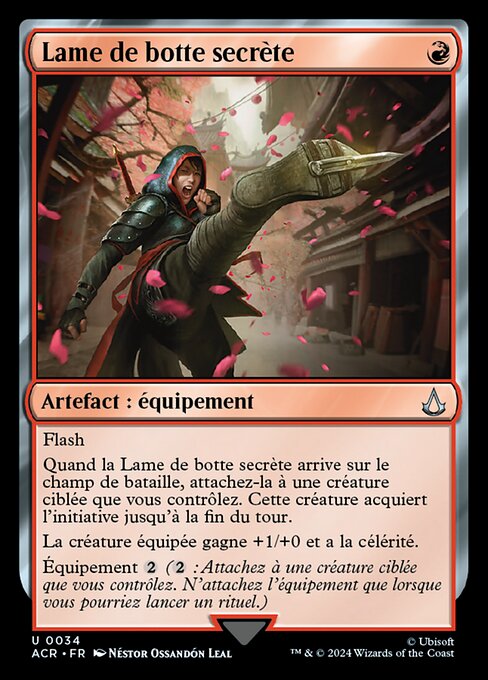 Lame de botte secrète
Artefact : équipement
Flash
Quand la Lame de botte secrète arrive sur le
champ de bataille, attachez-la à une créature
ciblée que vous contrôlez. Cette créature acquiert
l'initiative jusqu'à la fin du tour.
La créature équipée gagne +1/+0 et a la célérité.
Équipement 2 (2 : Attachez à une créature ciblée
que vous contrôlez. N'attachez l'équipement que lorsque
vous pourriez lancer un rituel.)
U 0034
ACR • FR Néstor Ossandón Leal
© Ubisoft
™ & © 2024 Wizards of the Coast